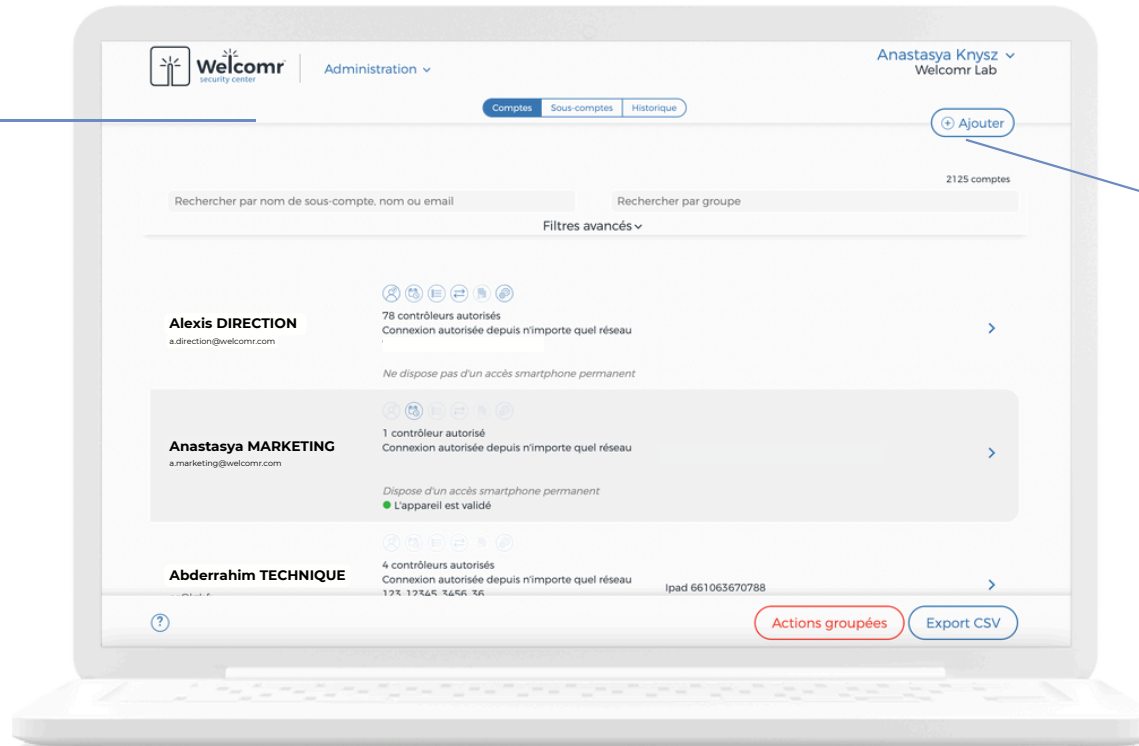 Welcomr
security center
Administration
Anastasya Knysz
Welcomr Lab
Comptes Sous-comptes Historique
Ajouter
2125 comptes
Rechercher par nom de sous-compte, nom ou email Rechercher par groupe
Filtres avancés
Alexis DIRECTION
a.direction@welcomr.com
78 contrôleurs autorisés
Connexion autorisée depuis n'importe quel réseau
Ne dispose pas d'un accès smartphone permanent
Anastasya MARKETING
a.marketing@welcomr.com
1 contrôleur autorisé
Connexion autorisée depuis n'importe quel réseau
Dispose d'un accès smartphone permanent
L'appareil est validé
Abderrahim TECHNIQUE
4 contrôleurs autorisés
Connexion autorisée depuis n'importe quel réseau
123, 12345, 3456, 36
Ipad 661063670788
?
Actions groupées
Export CSV